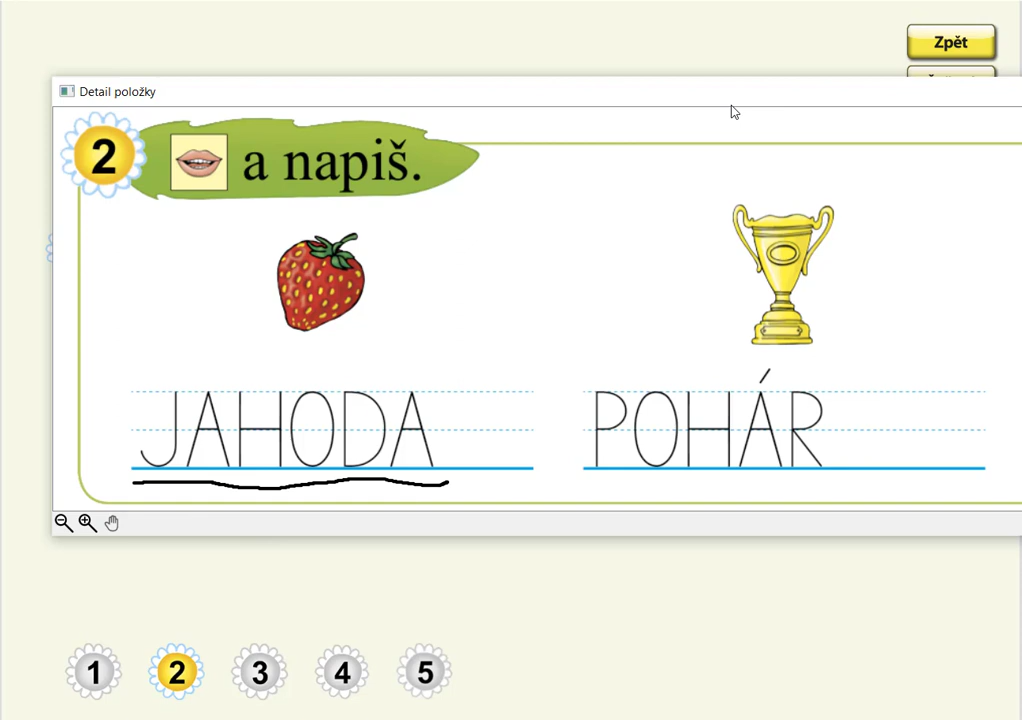 Zpět
Detail položky
2 a napiš.
JAHODA
POHÁR
1 2 3 4 5